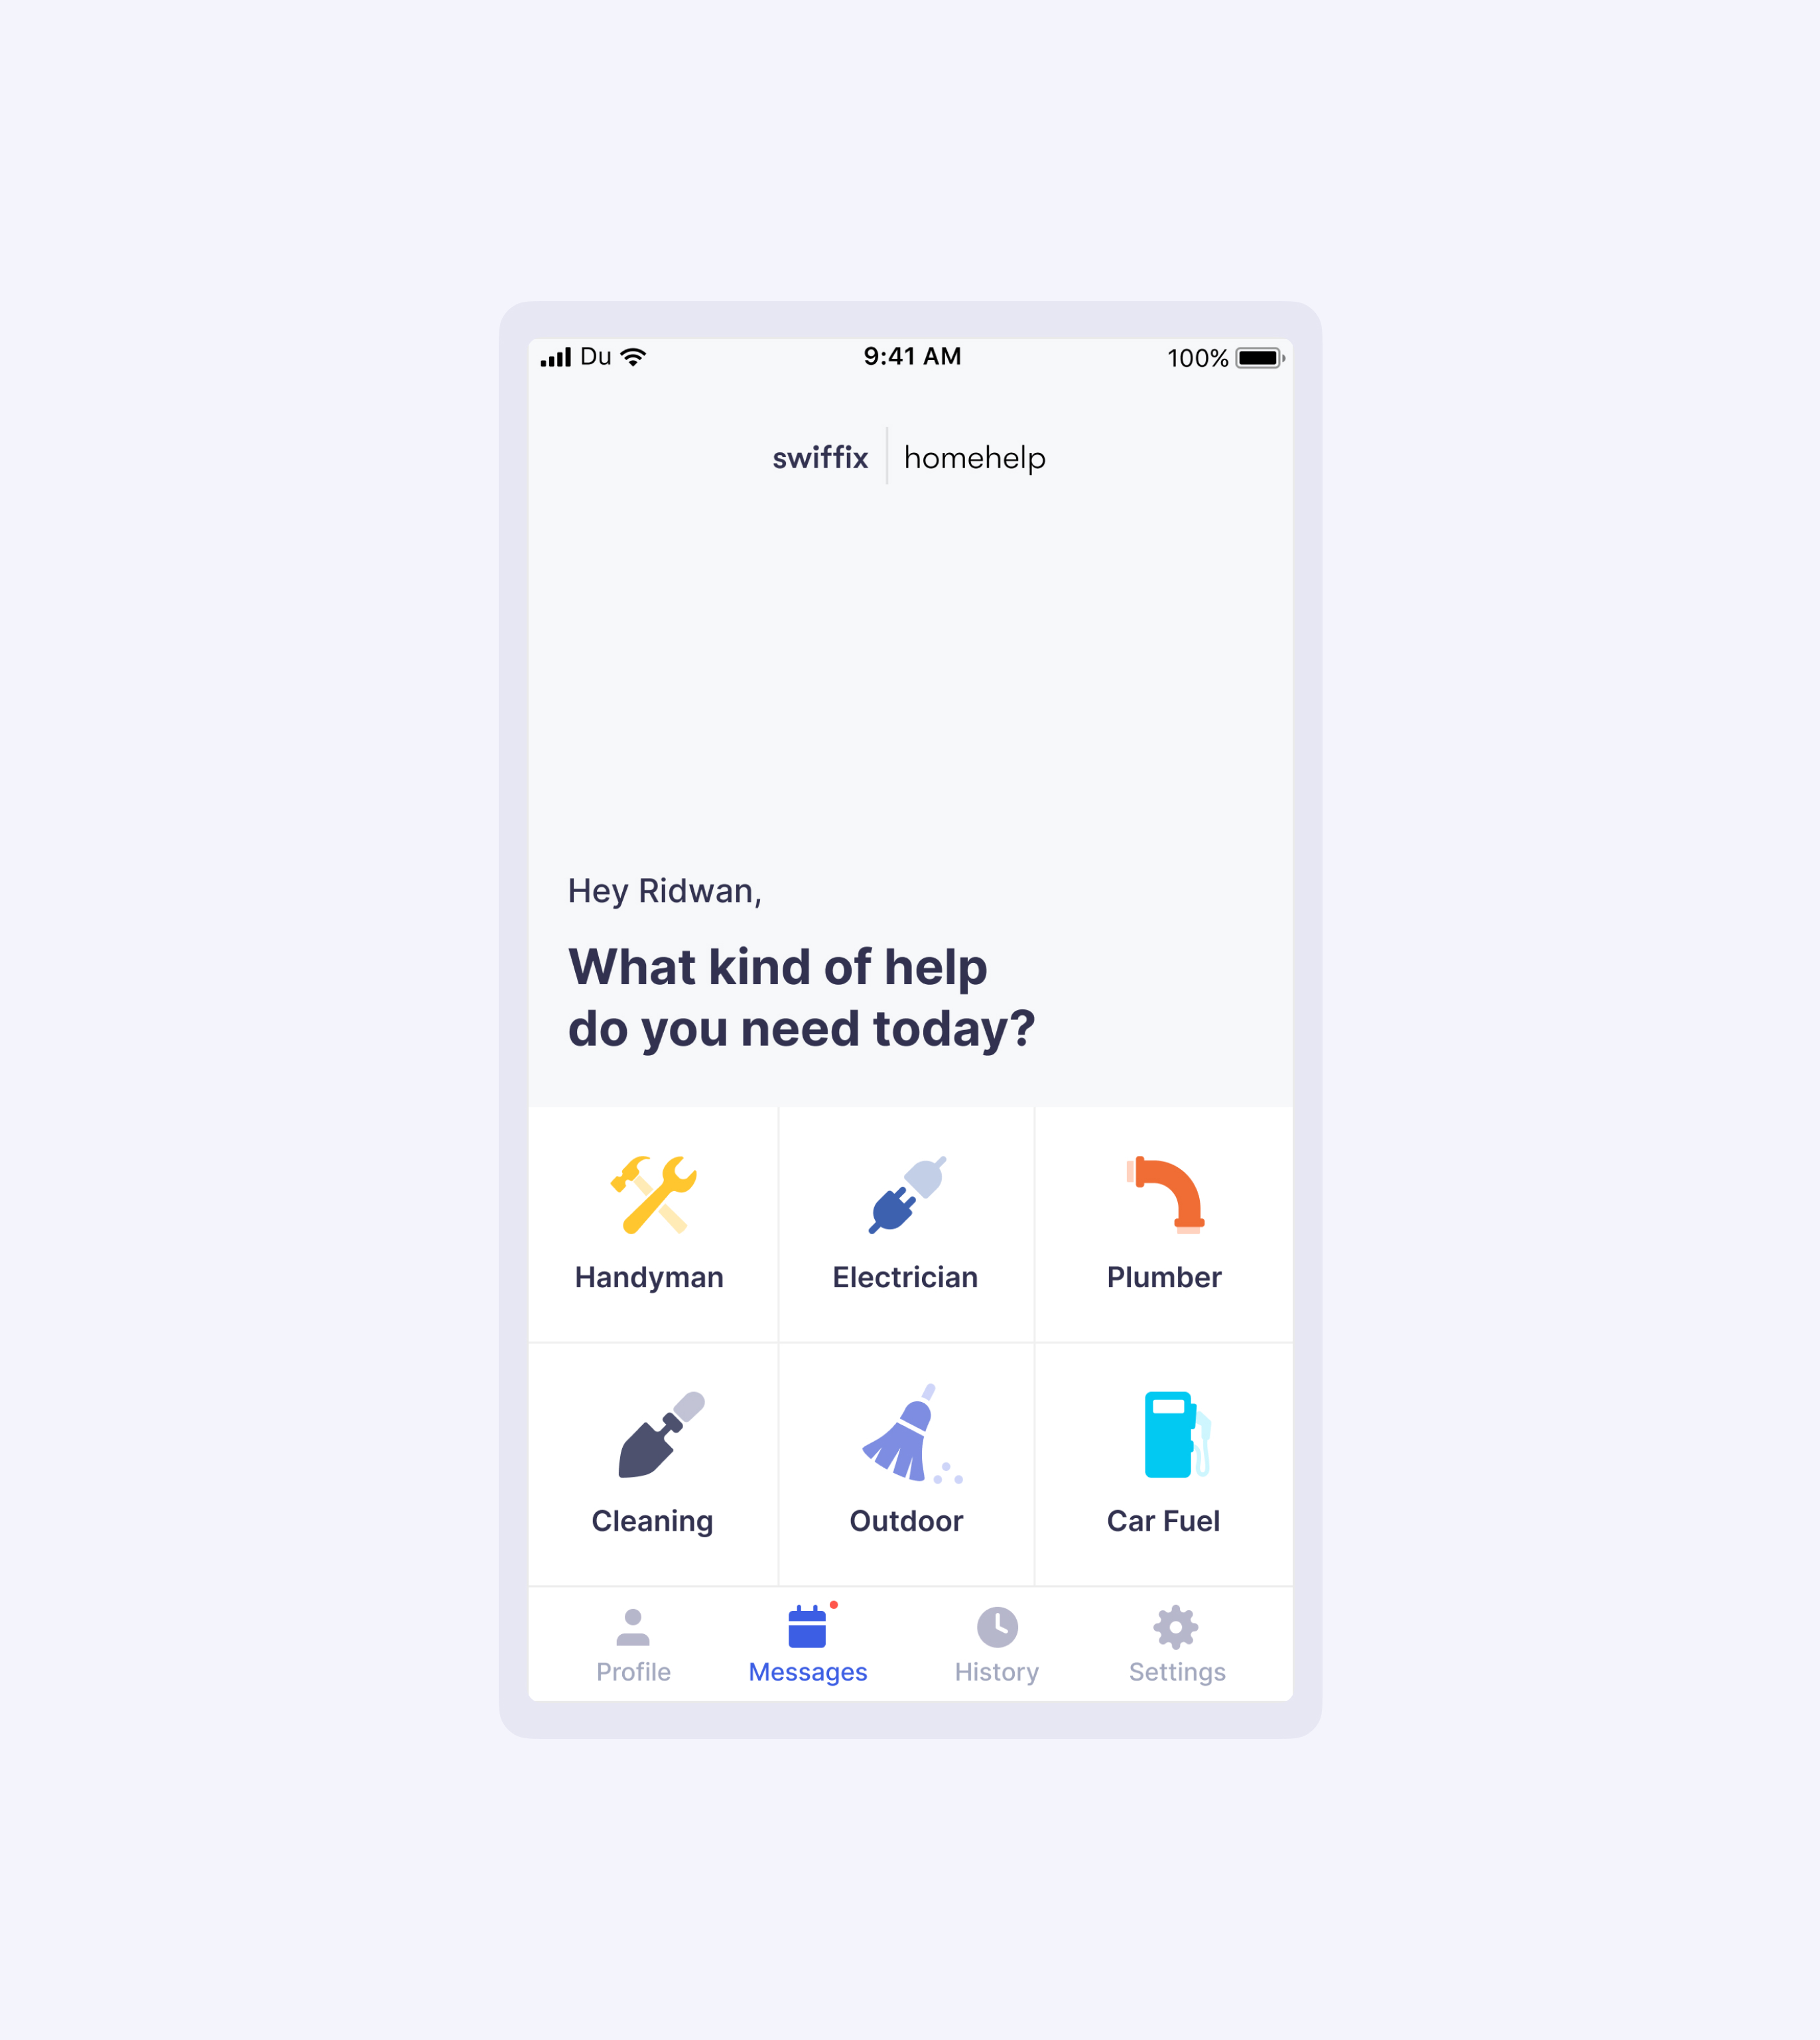 Du 9:41 AM 100%
swiffix homehelp
Hey Ridwan,
What kind of help
do you need today?
Handyman Electrician Plumber
Cleaning Outdoor Car Fuel
Profile Messages History Settings